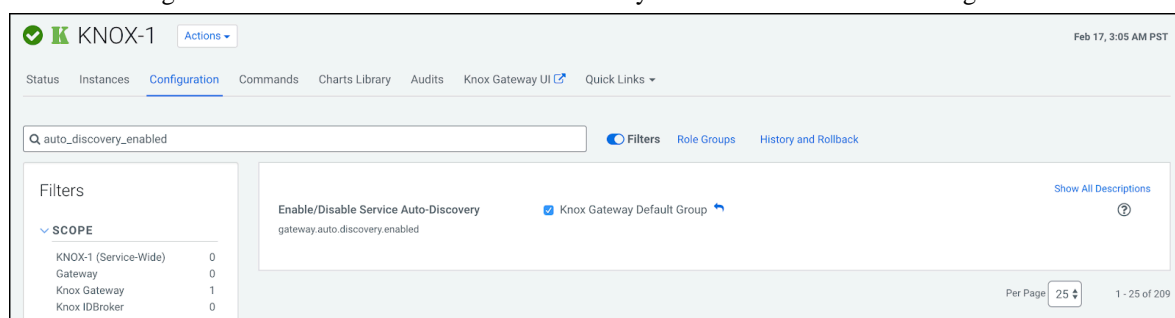 KNOX-1 Actions Feb 17, 3:05 AM PST
Status Instances Configuration Commands Charts Library Audits Knox Gateway UI Quick Links
auto_discovery_enabled Filters Role Groups History and Rollback
Filters
Show All Descriptions
Enable/Disable Service Auto-Discovery Knox Gateway Default Group
gateway.auto.discovery.enabled
SCOPE
KNOX-1 (Service-Wide) 0
Gateway 0
Knox Gateway 1
Knox IDBroker 0
Per Page 25 1 - 25 of 209